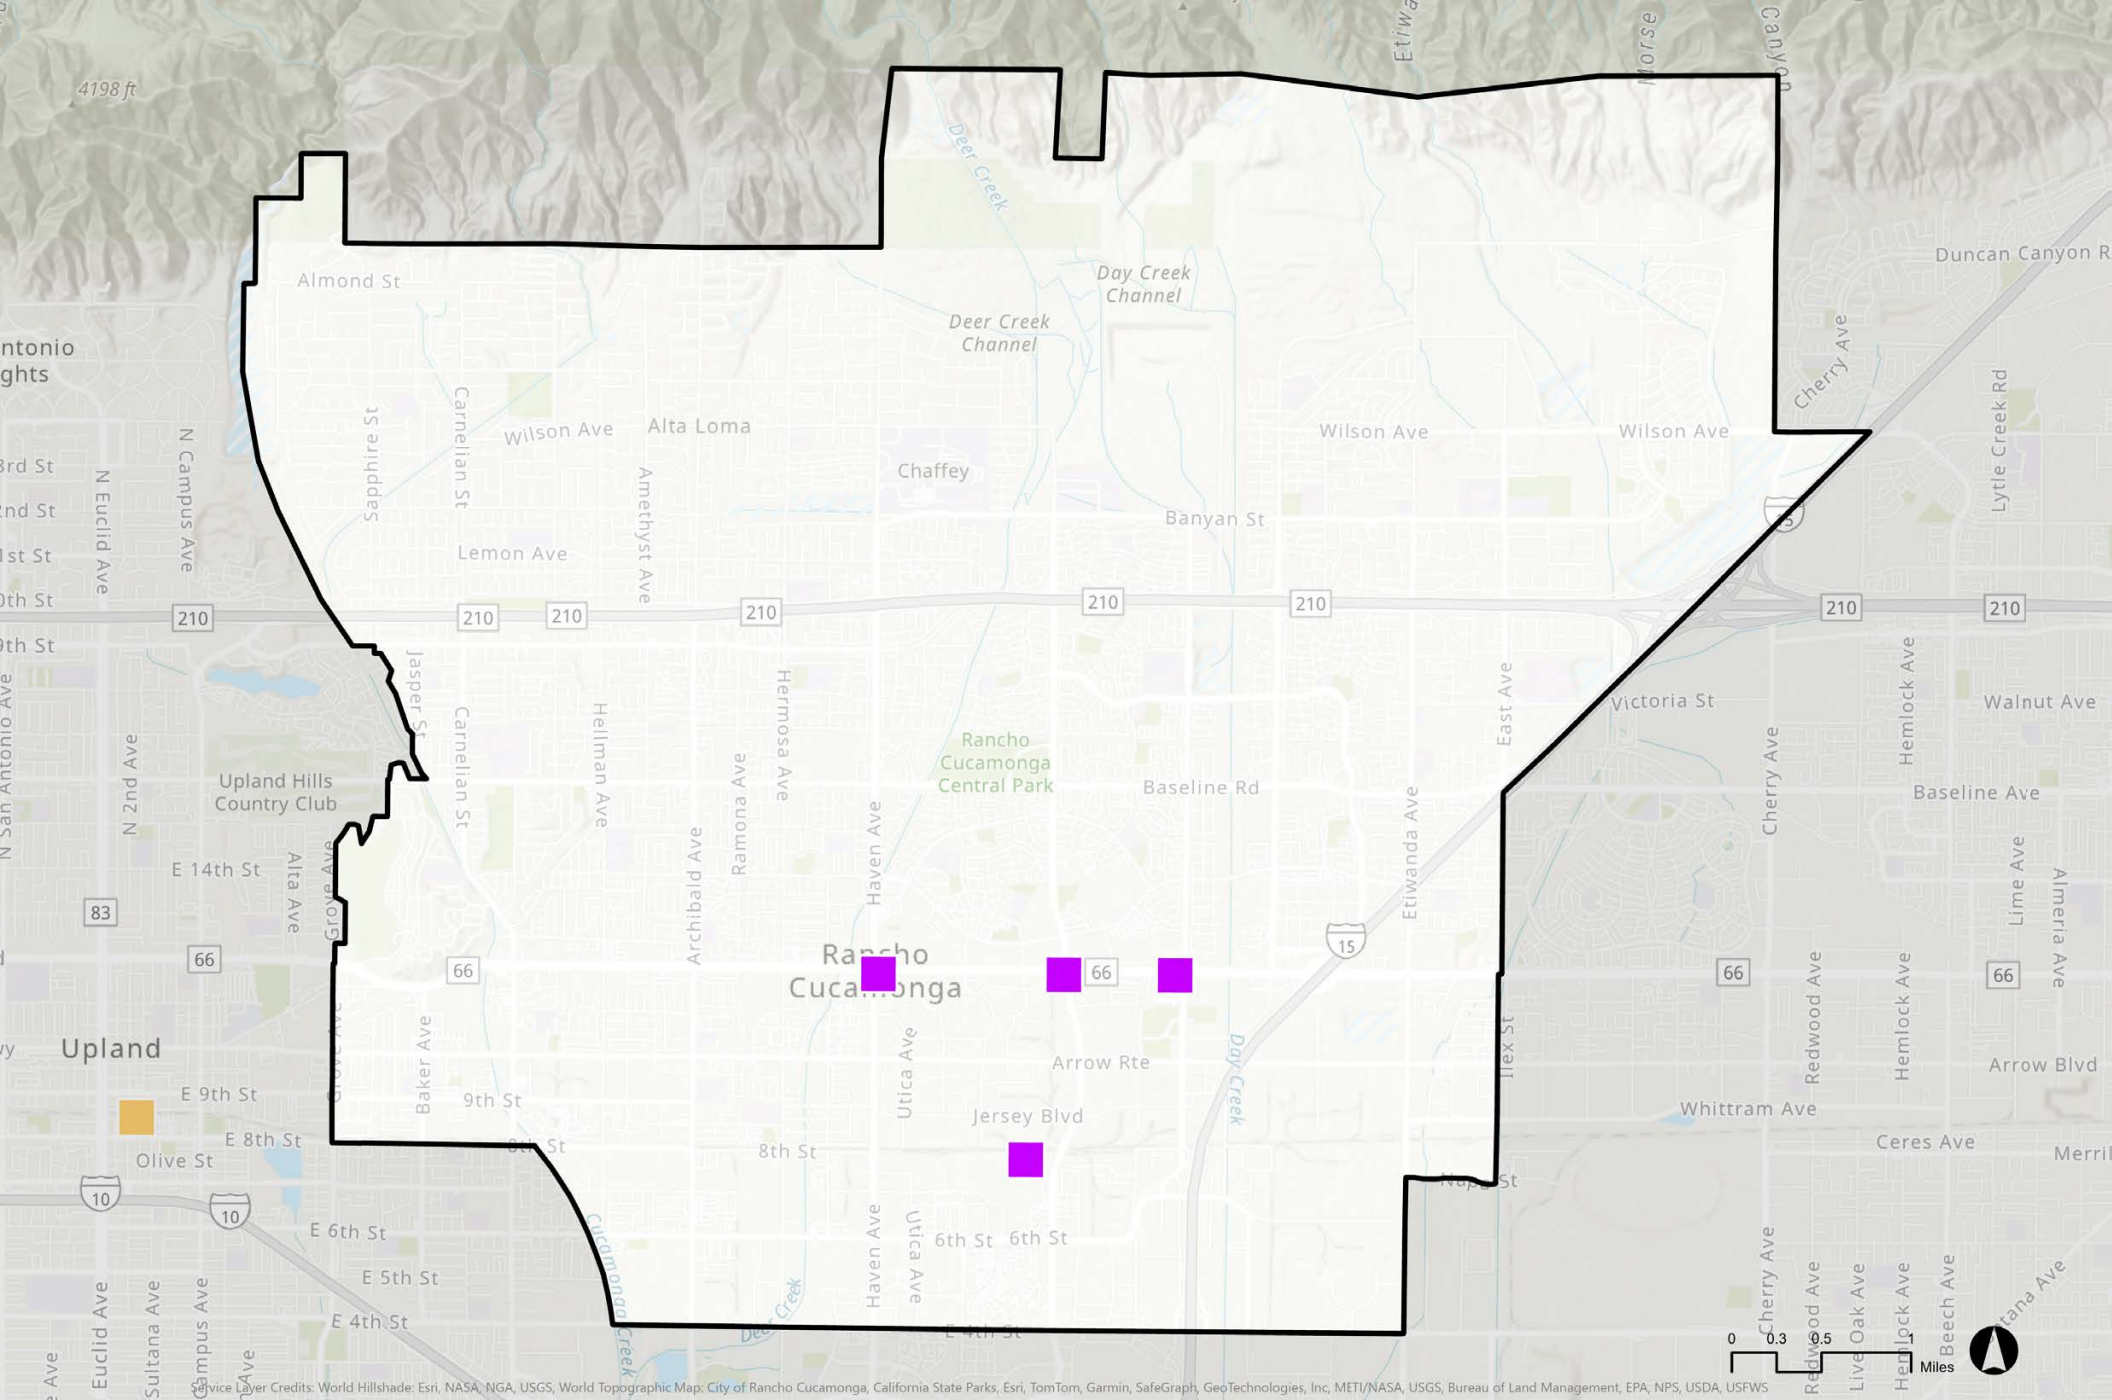 Etiwa
Morse
Canyon
4198 ft
Deer Creek
Duncan Canyon R
Almond St
Day Creek
Channel
Deer Creek
Channel
ntonio
ghts
Cherry Ave
Lytle Creek Rd
Sapphire St
Carnelian St
Wilson Ave
Alta Loma
Wilson Ave
Wilson Ave
N Campus Ave
N Euclid Ave
3rd St
Amethyst Ave
Chaffey
2nd St
Banyan St
1st St
Lemon Ave
0th St
210
210
210
210
210
210
210
210
9th St
Jasper St
Hermosa Ave
East Ave
Victoria St
Hemlock Ave
Walnut Ave
N San Antonio Ave
N 2nd Ave
Carnelian St
Hellman Ave
Ramona Ave
Rancho
Cucamonga
Central Park
Baseline Rd
Cherry Ave
Baseline Ave
Upland Hills
Country Club
Haven Ave
Etiwanda Ave
E 14th St
Alta Ave
Grove Ave
Archibald Ave
Lime Ave
Almeria Ave
83
15
66
66
Rancho
Cucamonga
66
66
66
Redwood Ave
Hemlock Ave
Upland
Grove Ave
Baker Ave
Utica Ave
Arrow Rte
Day Creek
Ilex St
Arrow Blvd
E 9th St
9th St
Jersey Blvd
Whittram Ave
E 8th St
8th St
8th St
Ceres Ave
Olive St
Merril
Napa St
10
10
E 6th St
Cucamonga Creek
Haven Ave
Utica Ave
6th St
6th St
E 5th St
Cherry Ave
Redwood Ave
Live Oak Ave
Hemlock Ave
Beech Ave
Euclid Ave
Sultana Ave
Campus Ave
E 4th St
Deer Creek
E 4th St
0 0.3 0.5 1
Miles
Service Layer Credits: World Hillshade: Esri, NASA, NGA, USGS, World Topographic Map: City of Rancho Cucamonga, California State Parks, Esri, TomTom, Garmin, SafeGraph, GeoTechnologies, Inc, METI/NASA, USGS, Bureau of Land Management, EPA, NPS, USDA, USFWS